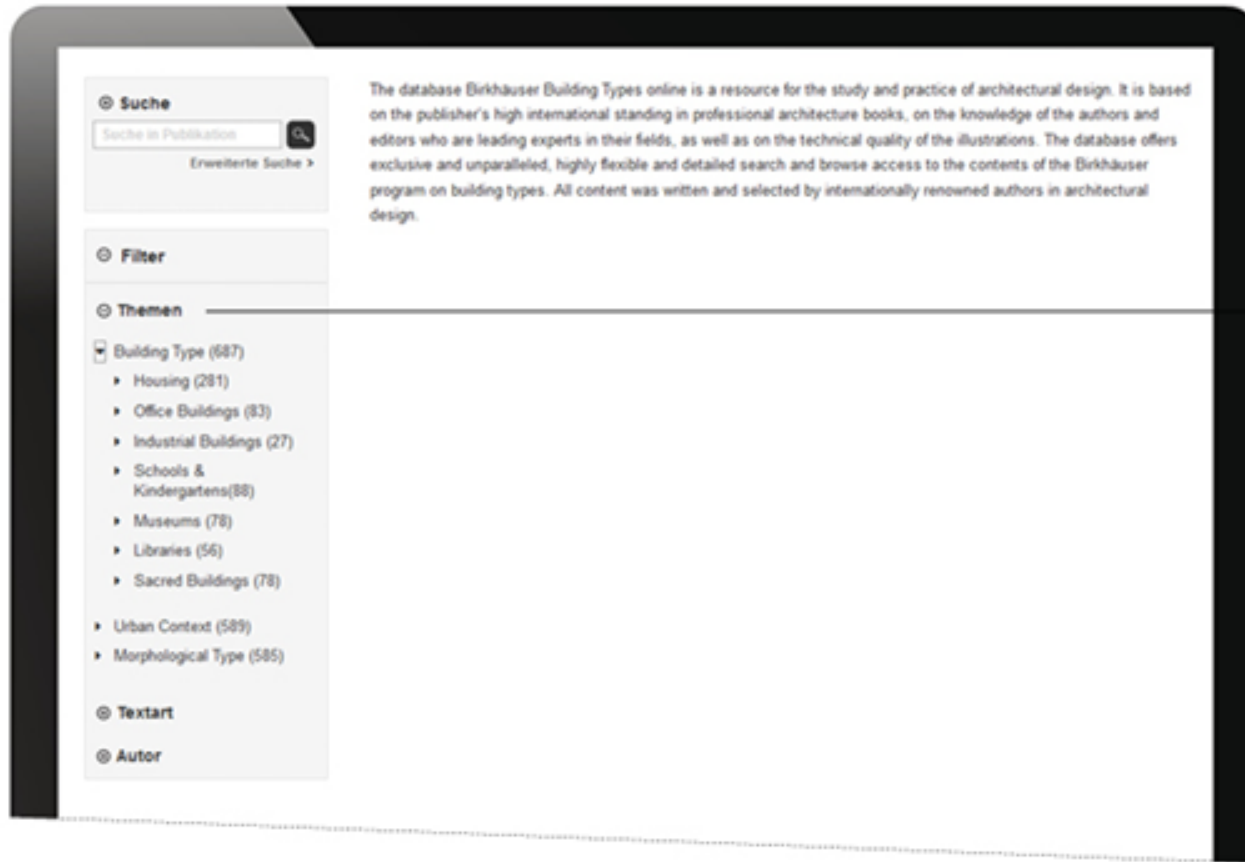 Suche
Suche in Publikation
Erweiterte Suche >
Filter
Themen
Building Type (687)
Housing (281)
Office Buildings (83)
Industrial Buildings (27)
Schools &
Kindergartens(88)
Museums (78)
Libraries (56)
Sacred Buildings (78)
Urban Context (589)
Morphological Type (585)
Textart
Autor
The database Birkhäuser Building Types online is a resource for the study and practice of architectural design. It is based
on the publisher's high international standing in professional architecture books, on the knowledge of the authors and
editors who are leading experts in their fields, as well as on the technical quality of the illustrations. The database offers
exclusive and unparalleled, highly flexible and detailed search and browse access to the contents of the Birkhäuser
program on building types. All content was written and selected by internationally renowned authors in architectural
design.